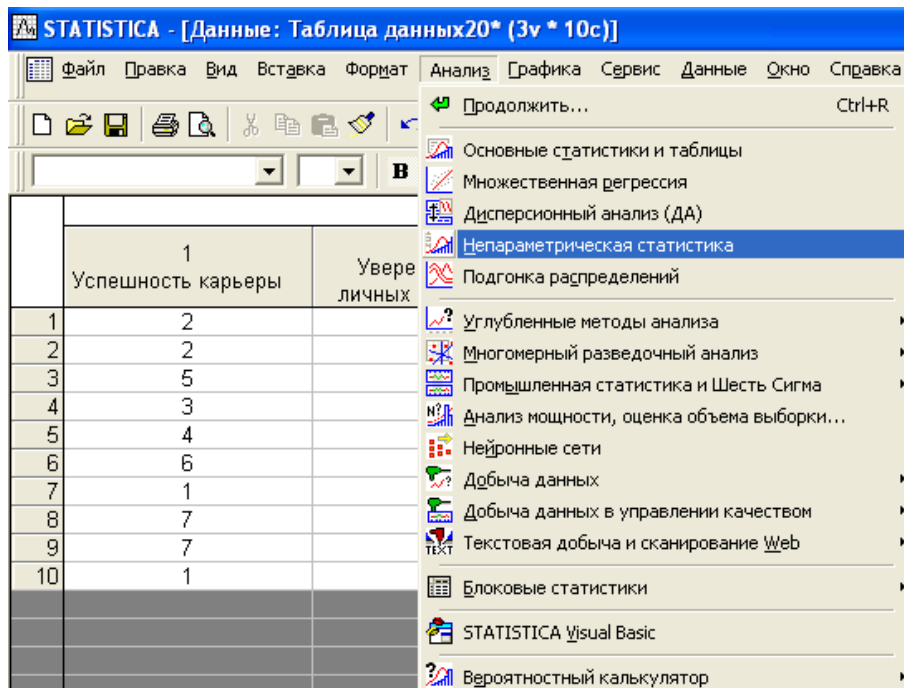 STATISTICA - [Данные: Таблица данных20* (3v * 10c)]
Файл Правка Вид Вставка Формат Анализ Графика Сервис Данные Окно Справка
Продолжить... Ctrl+R
Основные статистики и таблицы
B
Множественная регрессия
Дисперсионный анализ (ДА)
Непараметрическая статистика
Подгонка распределений
Углубленные методы анализа
Многомерный разведочный анализ
Промышленная статистика и Шесть Сигма
Анализ мощности, оценка объема выборки...
Нейронные сети
Добыча данных
Добыча данных в управлении качеством
TEXT Текстовая добыча и сканирование Web
Блоковые статистики
STATISTICA Visual Basic
Вероятностный калькулятор
1
Успешность карьеры
Увере
личных
1 2
2 2
3 5
4 3
5 4
6 6
7 1
8 7
9 7
10 1